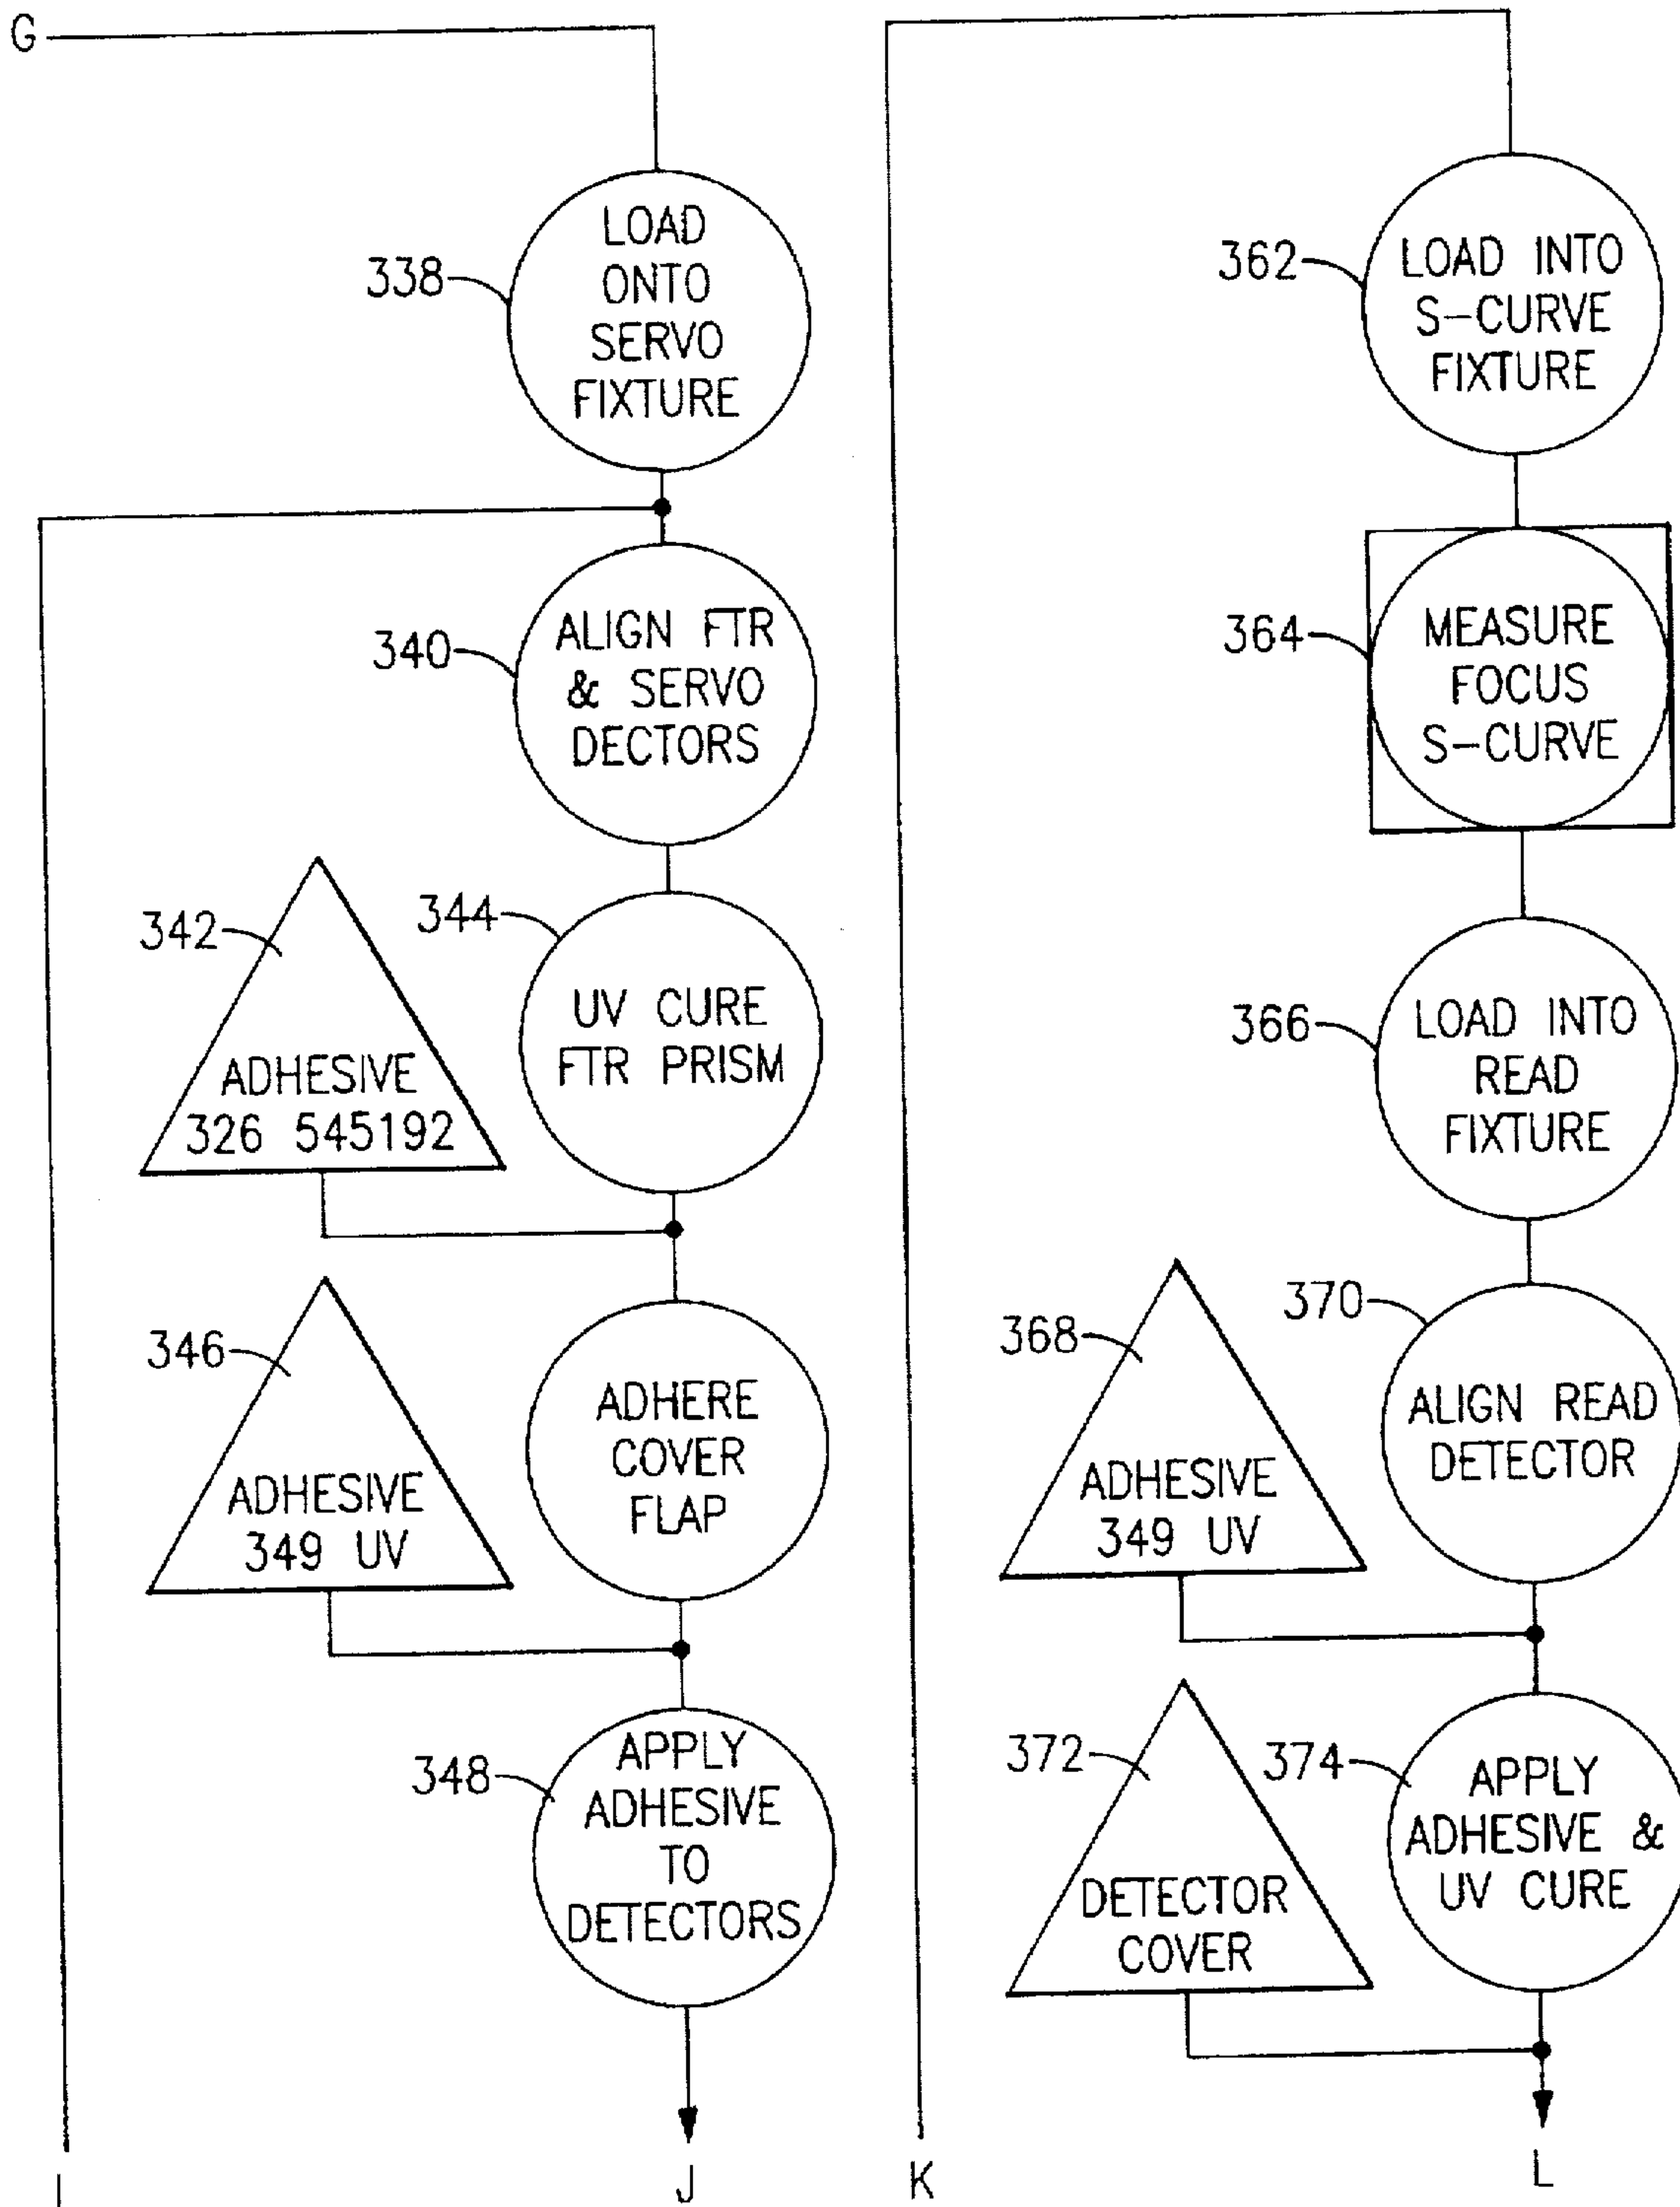 G
338
LOAD
ONTO
SERVO
FIXTURE
340
ALIGN FTR
& SERVO
DECTORS
342
ADHESIVE
326 545192
344
UV CURE
FTR PRISM
346
ADHESIVE
349 UV
ADHERE
COVER
FLAP
348
APPLY
ADHESIVE
TO
DETECTORS
I
J
362
LOAD INTO
S-CURVE
FIXTURE
364
MEASURE
FOCUS
S-CURVE
366
LOAD INTO
READ
FIXTURE
368
ADHESIVE
349 UV
370
ALIGN READ
DETECTOR
372
DETECTOR
COVER
374
APPLY
ADHESIVE &
UV CURE
K
L